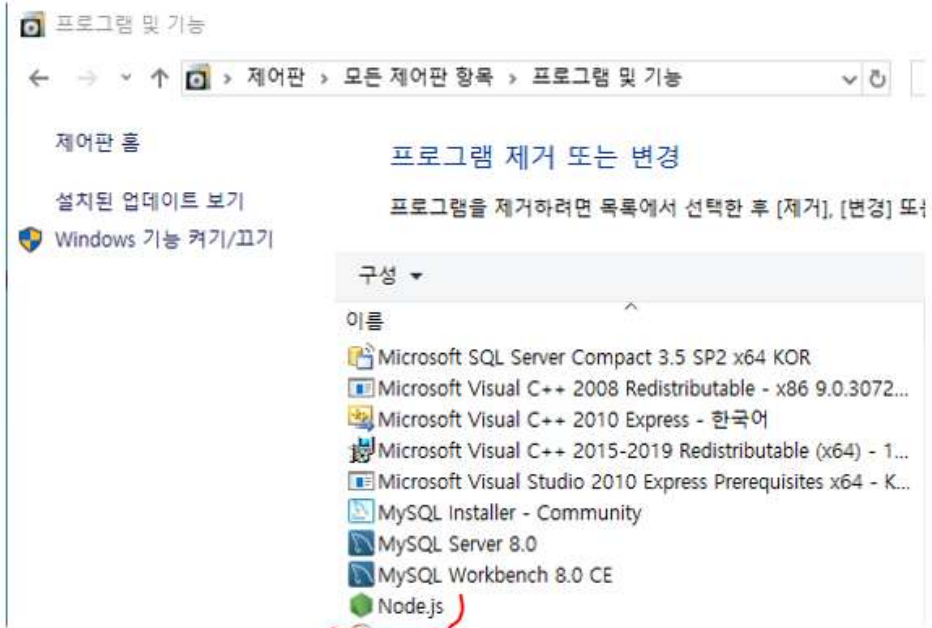 프로그램 및 기능
제어판 > 모든 제어판 항목 > 프로그램 및 기능
제어판 홈
설치된 업데이트 보기
Windows 기능 켜기/끄기
프로그램 제거 또는 변경
프로그램을 제거하려면 목록에서 선택한 후 [제거], [변경] 또는
구성
이름
Microsoft SQL Server Compact 3.5 SP2 x64 KOR
Microsoft Visual C++ 2008 Redistributable - x86 9.0.3072...
Microsoft Visual C++ 2010 Express - 한국어
Microsoft Visual C++ 2015-2019 Redistributable (x64) - 1...
Microsoft Visual Studio 2010 Express Prerequisites x64 - K...
MySQL Installer - Community
MySQL Server 8.0
MySQL Workbench 8.0 CE
Node.js